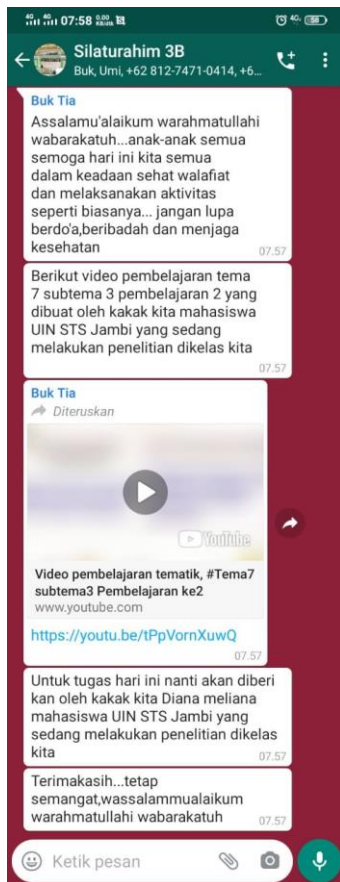 07:58
0.00
KB/det
4G
58
Silaturahim 3B
Buk, Umi, +62 812-7471-0414, +6...
Buk Tia
Assalamu'alaikum warahmatullahi
wabarakatuh...anak-anak semua
semoga hari ini kita semua
dalam keadaan sehat walafiat
dan melaksanakan aktivitas
seperti biasanya... jangan lupa
berdo'a,beribadah dan menjaga
kesehatan
07.57
Berikut video pembelajaran tema
7 subtema 3 pembelajaran 2 yang
dibuat oleh kakak kita mahasiswa
UIN STS Jambi yang sedang
melakukan penelitian dikelas kita
07.57
Buk Tia
Diteruskan
YouTube
Video pembelajaran tematik, #Tema7
subtema3 Pembelajaran ke2
www.youtube.com
https://youtu.be/tPpVornXuwQ
07.57
Untuk tugas hari ini nanti akan diberi
kan oleh kakak kita Diana meliana
mahasiswa UIN STS Jambi yang
sedang melakukan penelitian dikelas
kita
07.57
Terimakasih...tetap
semangat,wassalammualaikum
warahmatullahi wabarakatuh
07.57
Ketik pesan